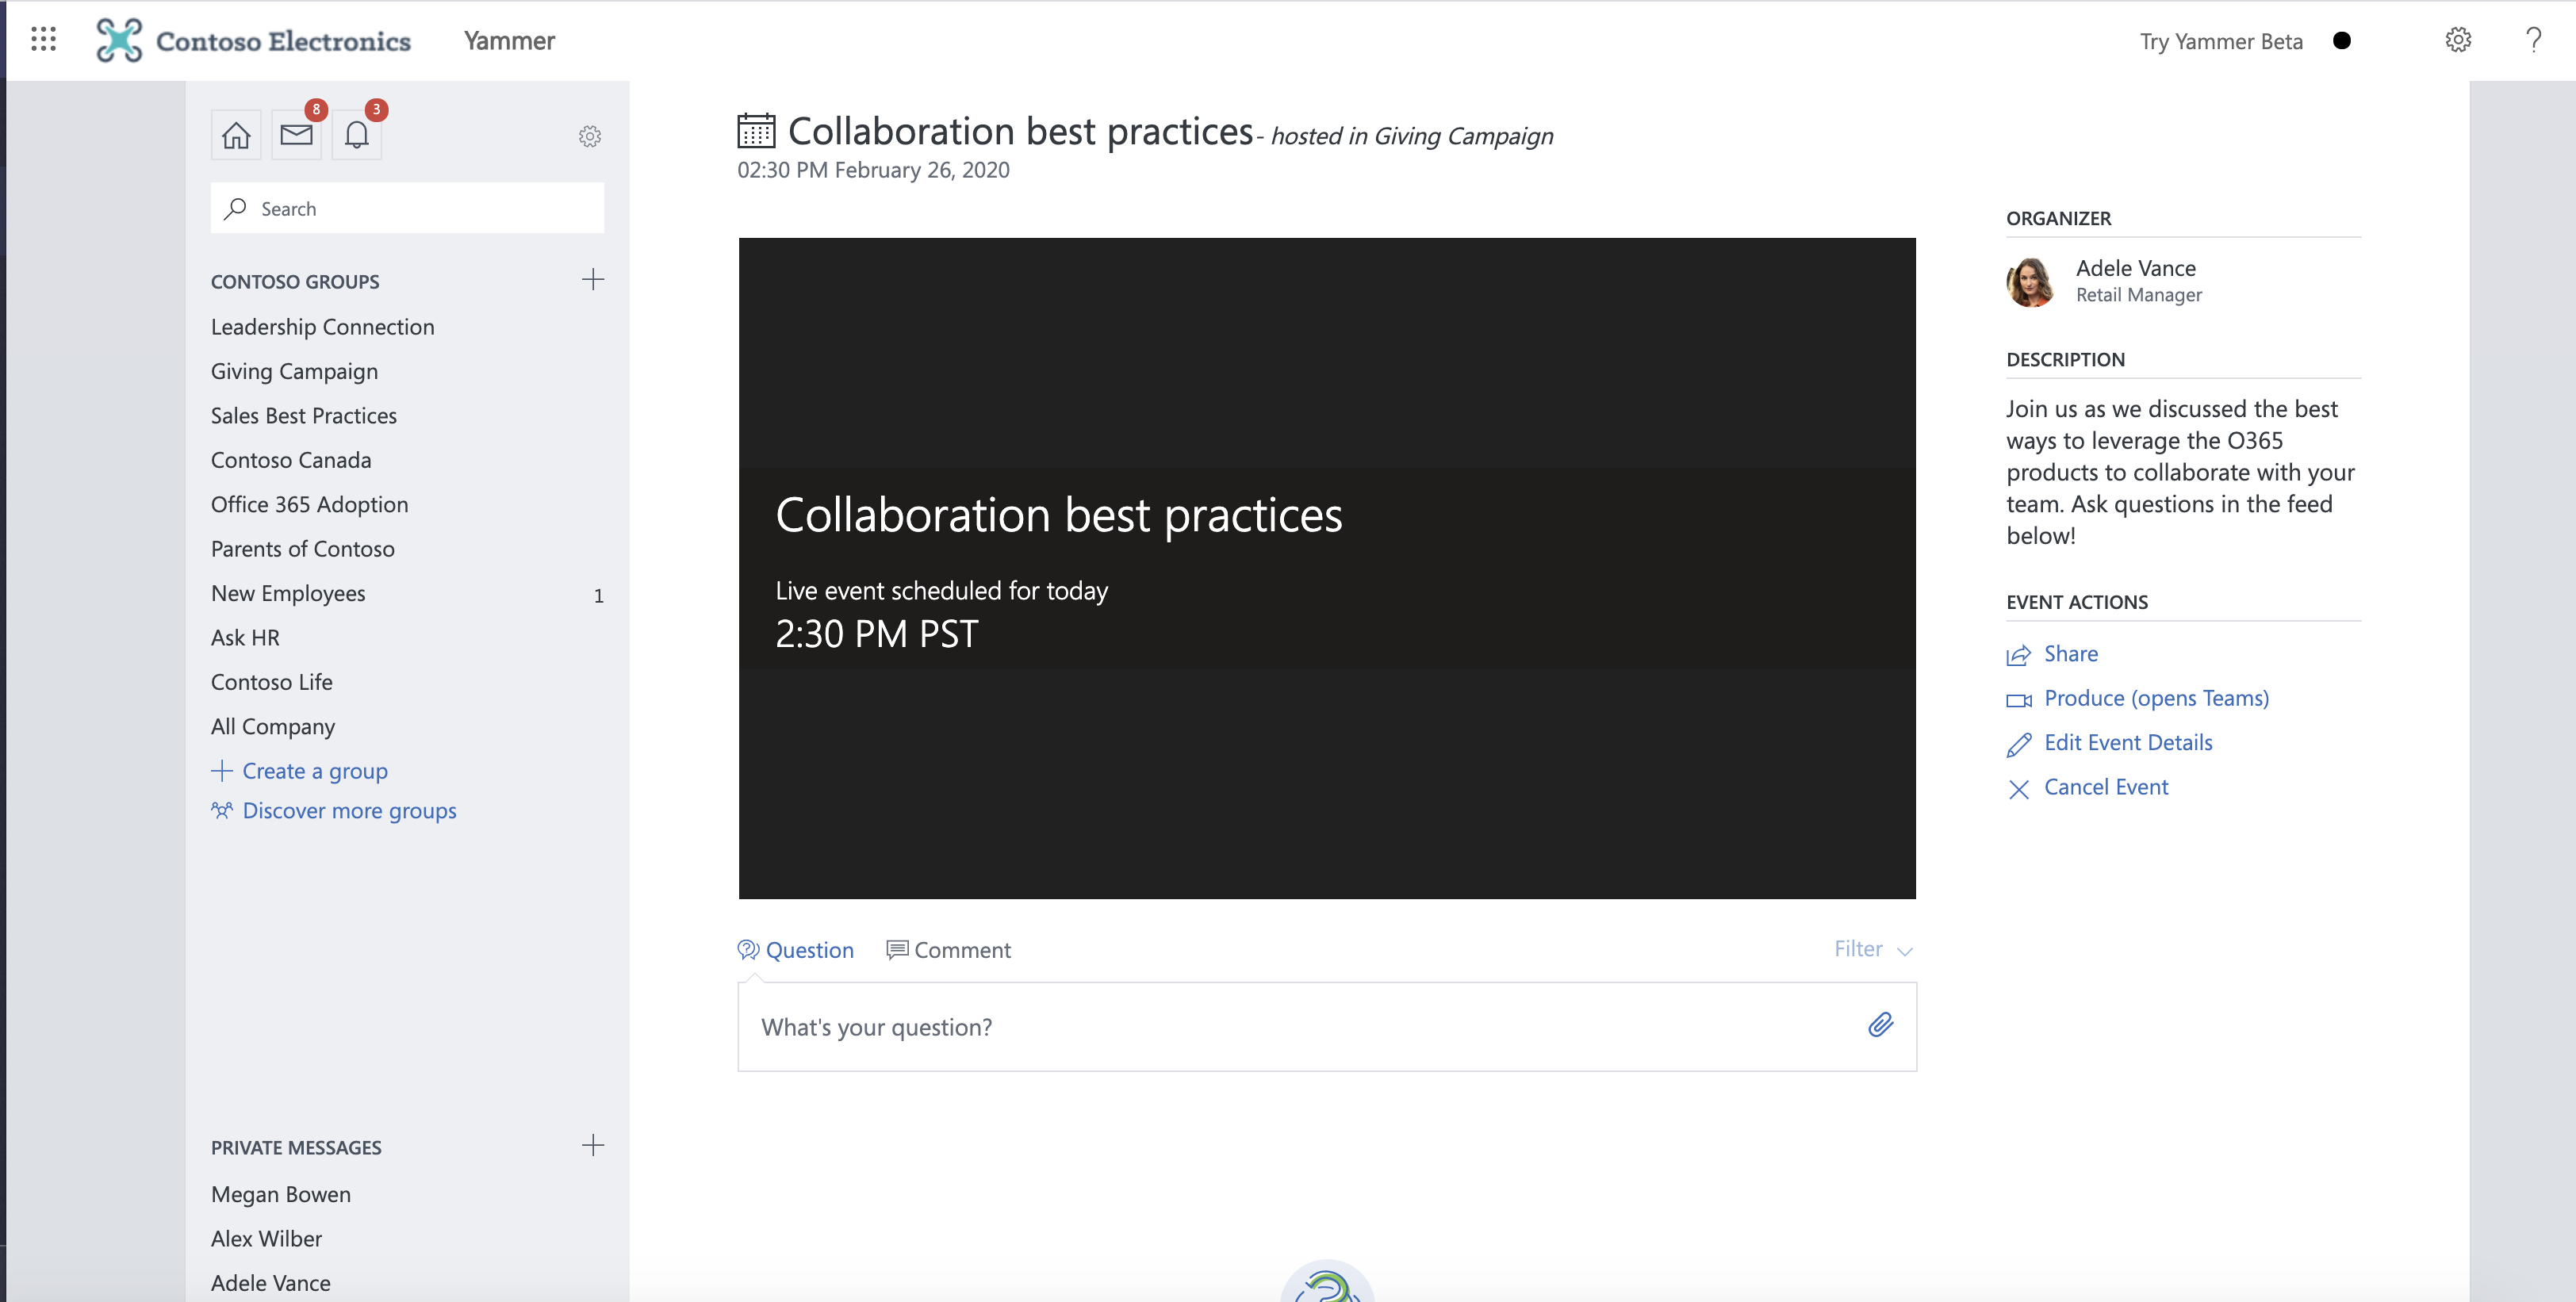 Contoso Electronics
Yammer
Try Yammer Beta
?
8
3
Search
CONTOSO GROUPS
Leadership Connection
Giving Campaign
Sales Best Practices
Contoso Canada
Office 365 Adoption
Parents of Contoso
New Employees 1
Ask HR
Contoso Life
All Company
Create a group
Discover more groups
PRIVATE MESSAGES
Megan Bowen
Alex Wilber
Adele Vance
Collaboration best practices - hosted in Giving Campaign
02:30 PM February 26, 2020
Collaboration best practices
Live event scheduled for today
2:30 PM PST
Question
Comment
Filter
What's your question?
ORGANIZER
Adele Vance
Retail Manager
DESCRIPTION
Join us as we discussed the best
ways to leverage the O365
products to collaborate with your
team. Ask questions in the feed
below!
EVENT ACTIONS
Share
Produce (opens Teams)
Edit Event Details
Cancel Event